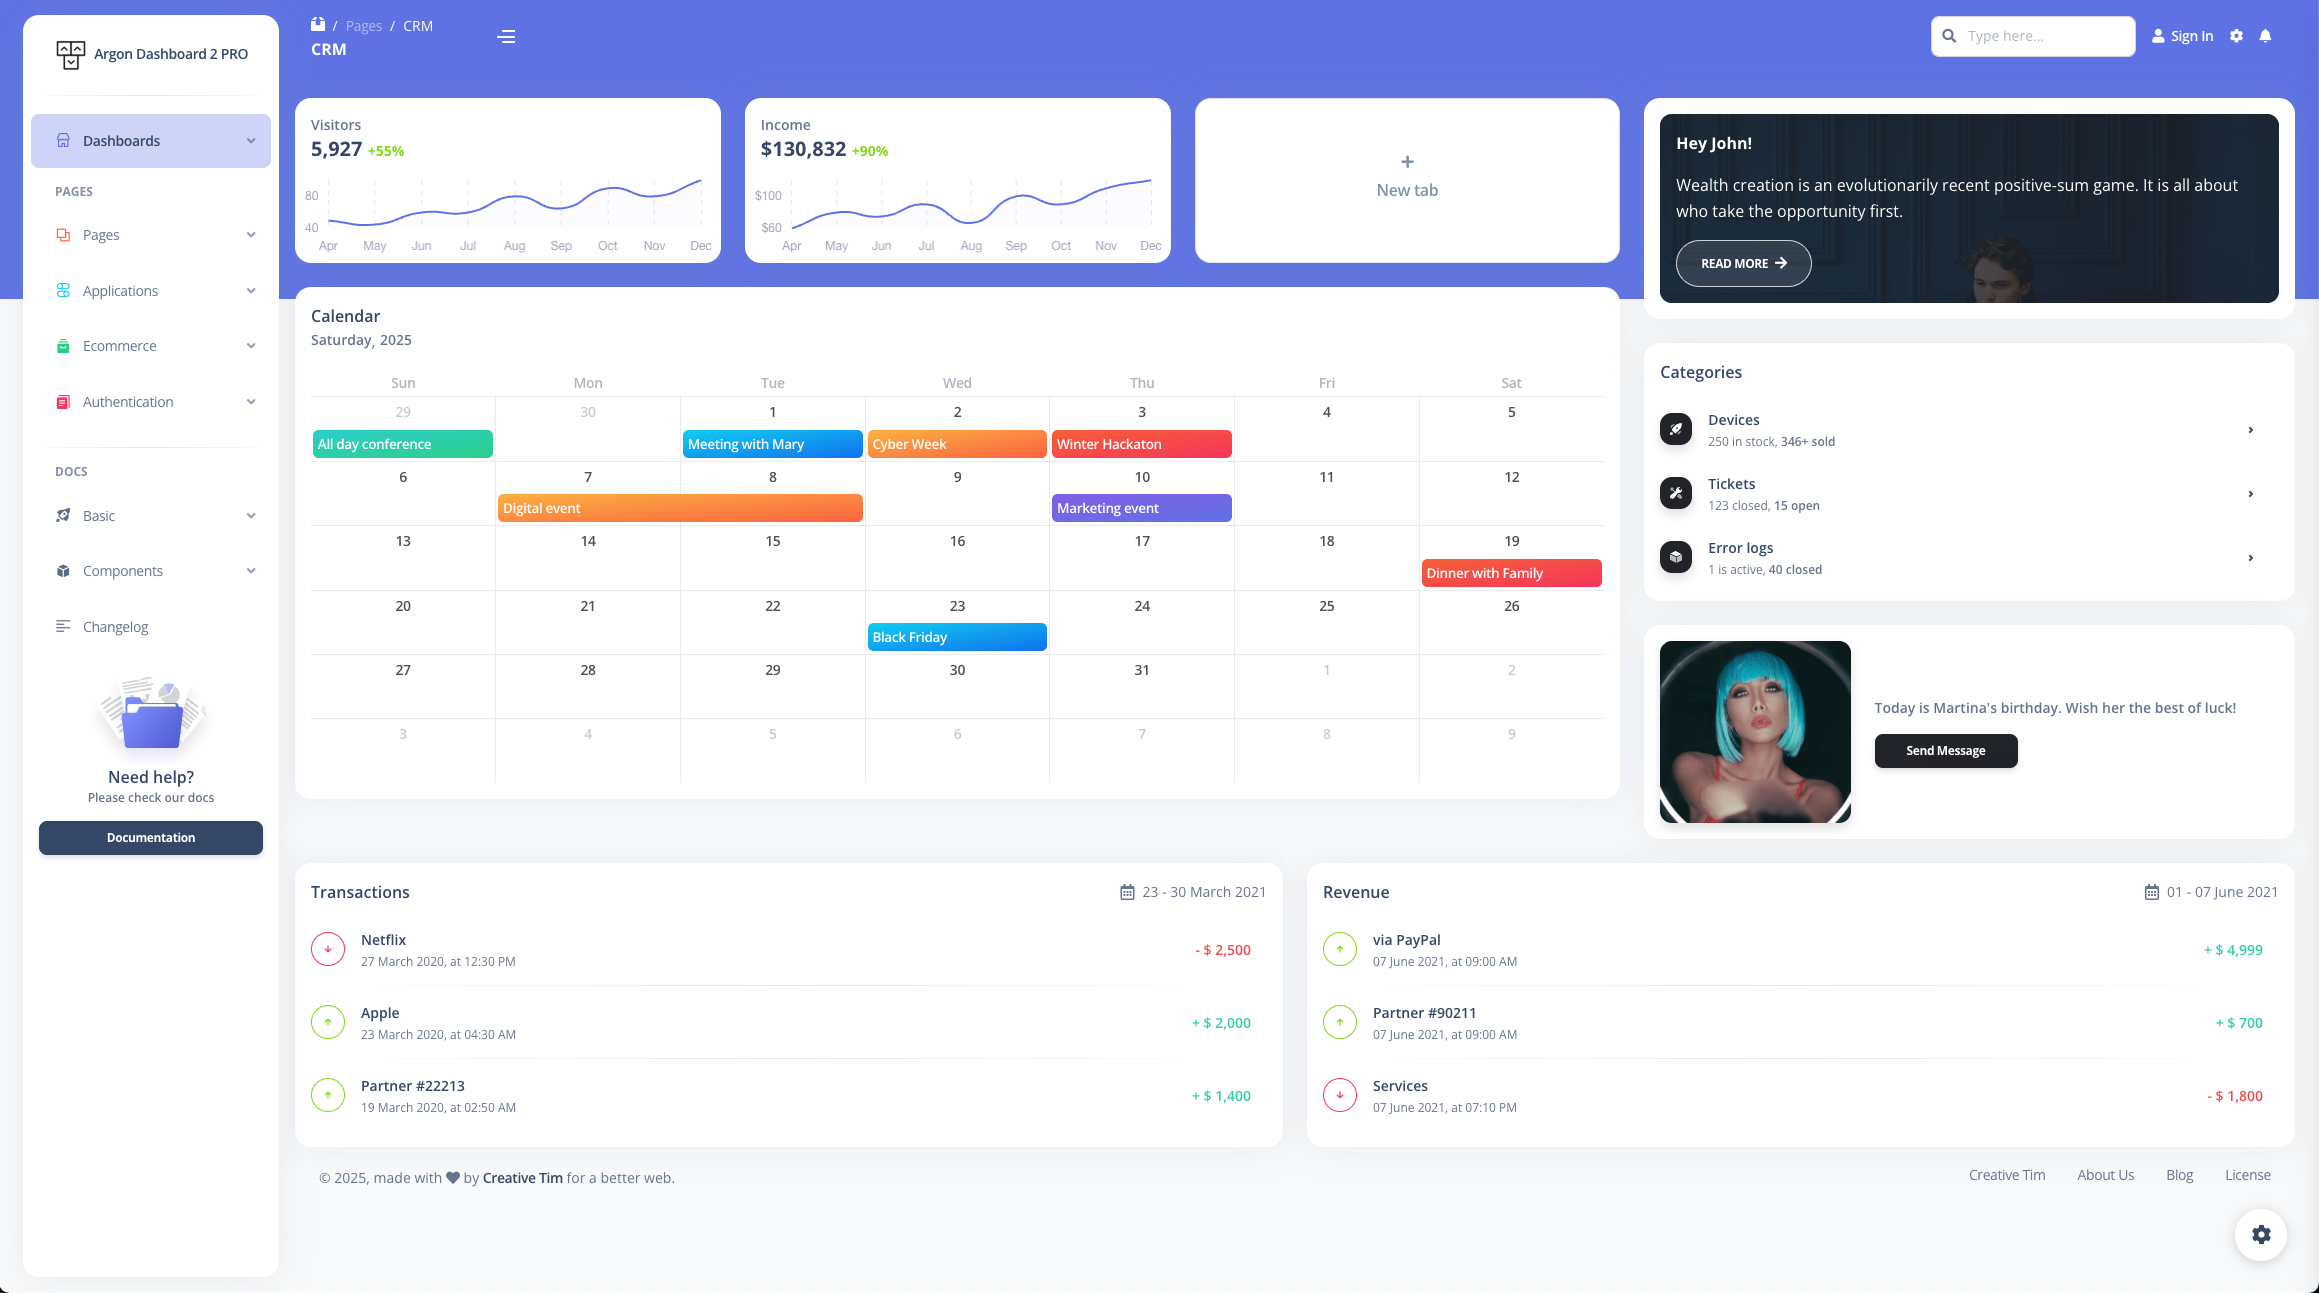 Argon Dashboard 2 PRO
Dashboards
PAGES
Pages
Applications
Ecommerce
Authentication
DOCS
Basic
Components
Changelog
Need help?
Please check our docs
Documentation
/ Pages / CRM
CRM
Type here...
Sign In
Visitors
5,927 +55%
80
40
Apr May Jun Jul Aug Sep Oct Nov Dec
Income
$130,832 +90%
$100
$60
Apr May Jun Jul Aug Sep Oct Nov Dec
+
New tab
Hey John!
Wealth creation is an evolutionarily recent positive-sum game. It is all about
who take the opportunity first.
READ MORE
Calendar
Saturday, 2025
Sun Mon Tue Wed Thu Fri Sat
29 30 1 2 3 4 5
All day conference Meeting with Mary Cyber Week Winter Hackaton
6 7 8 9 10 11 12
Digital event Marketing event
13 14 15 16 17 18 19
Dinner with Family
20 21 22 23 24 25 26
Black Friday
27 28 29 30 31 1 2
3 4 5 6 7 8 9
Categories
Devices
250 in stock, 346+ sold
Tickets
123 closed, 15 open
Error logs
1 is active, 40 closed
Today is Martina's birthday. Wish her the best of luck!
Send Message
Transactions
23 - 30 March 2021
Netflix
27 March 2020, at 12:30 PM
- $ 2,500
Apple
23 March 2020, at 04:30 AM
+ $ 2,000
Partner #22213
19 March 2020, at 02:50 AM
+ $ 1,400
Revenue
01 - 07 June 2021
via PayPal
07 June 2021, at 09:00 AM
+ $ 4,999
Partner #90211
07 June 2021, at 09:00 AM
+ $ 700
Services
07 June 2021, at 07:10 PM
- $ 1,800
© 2025, made with by Creative Tim for a better web.
Creative Tim About Us Blog License